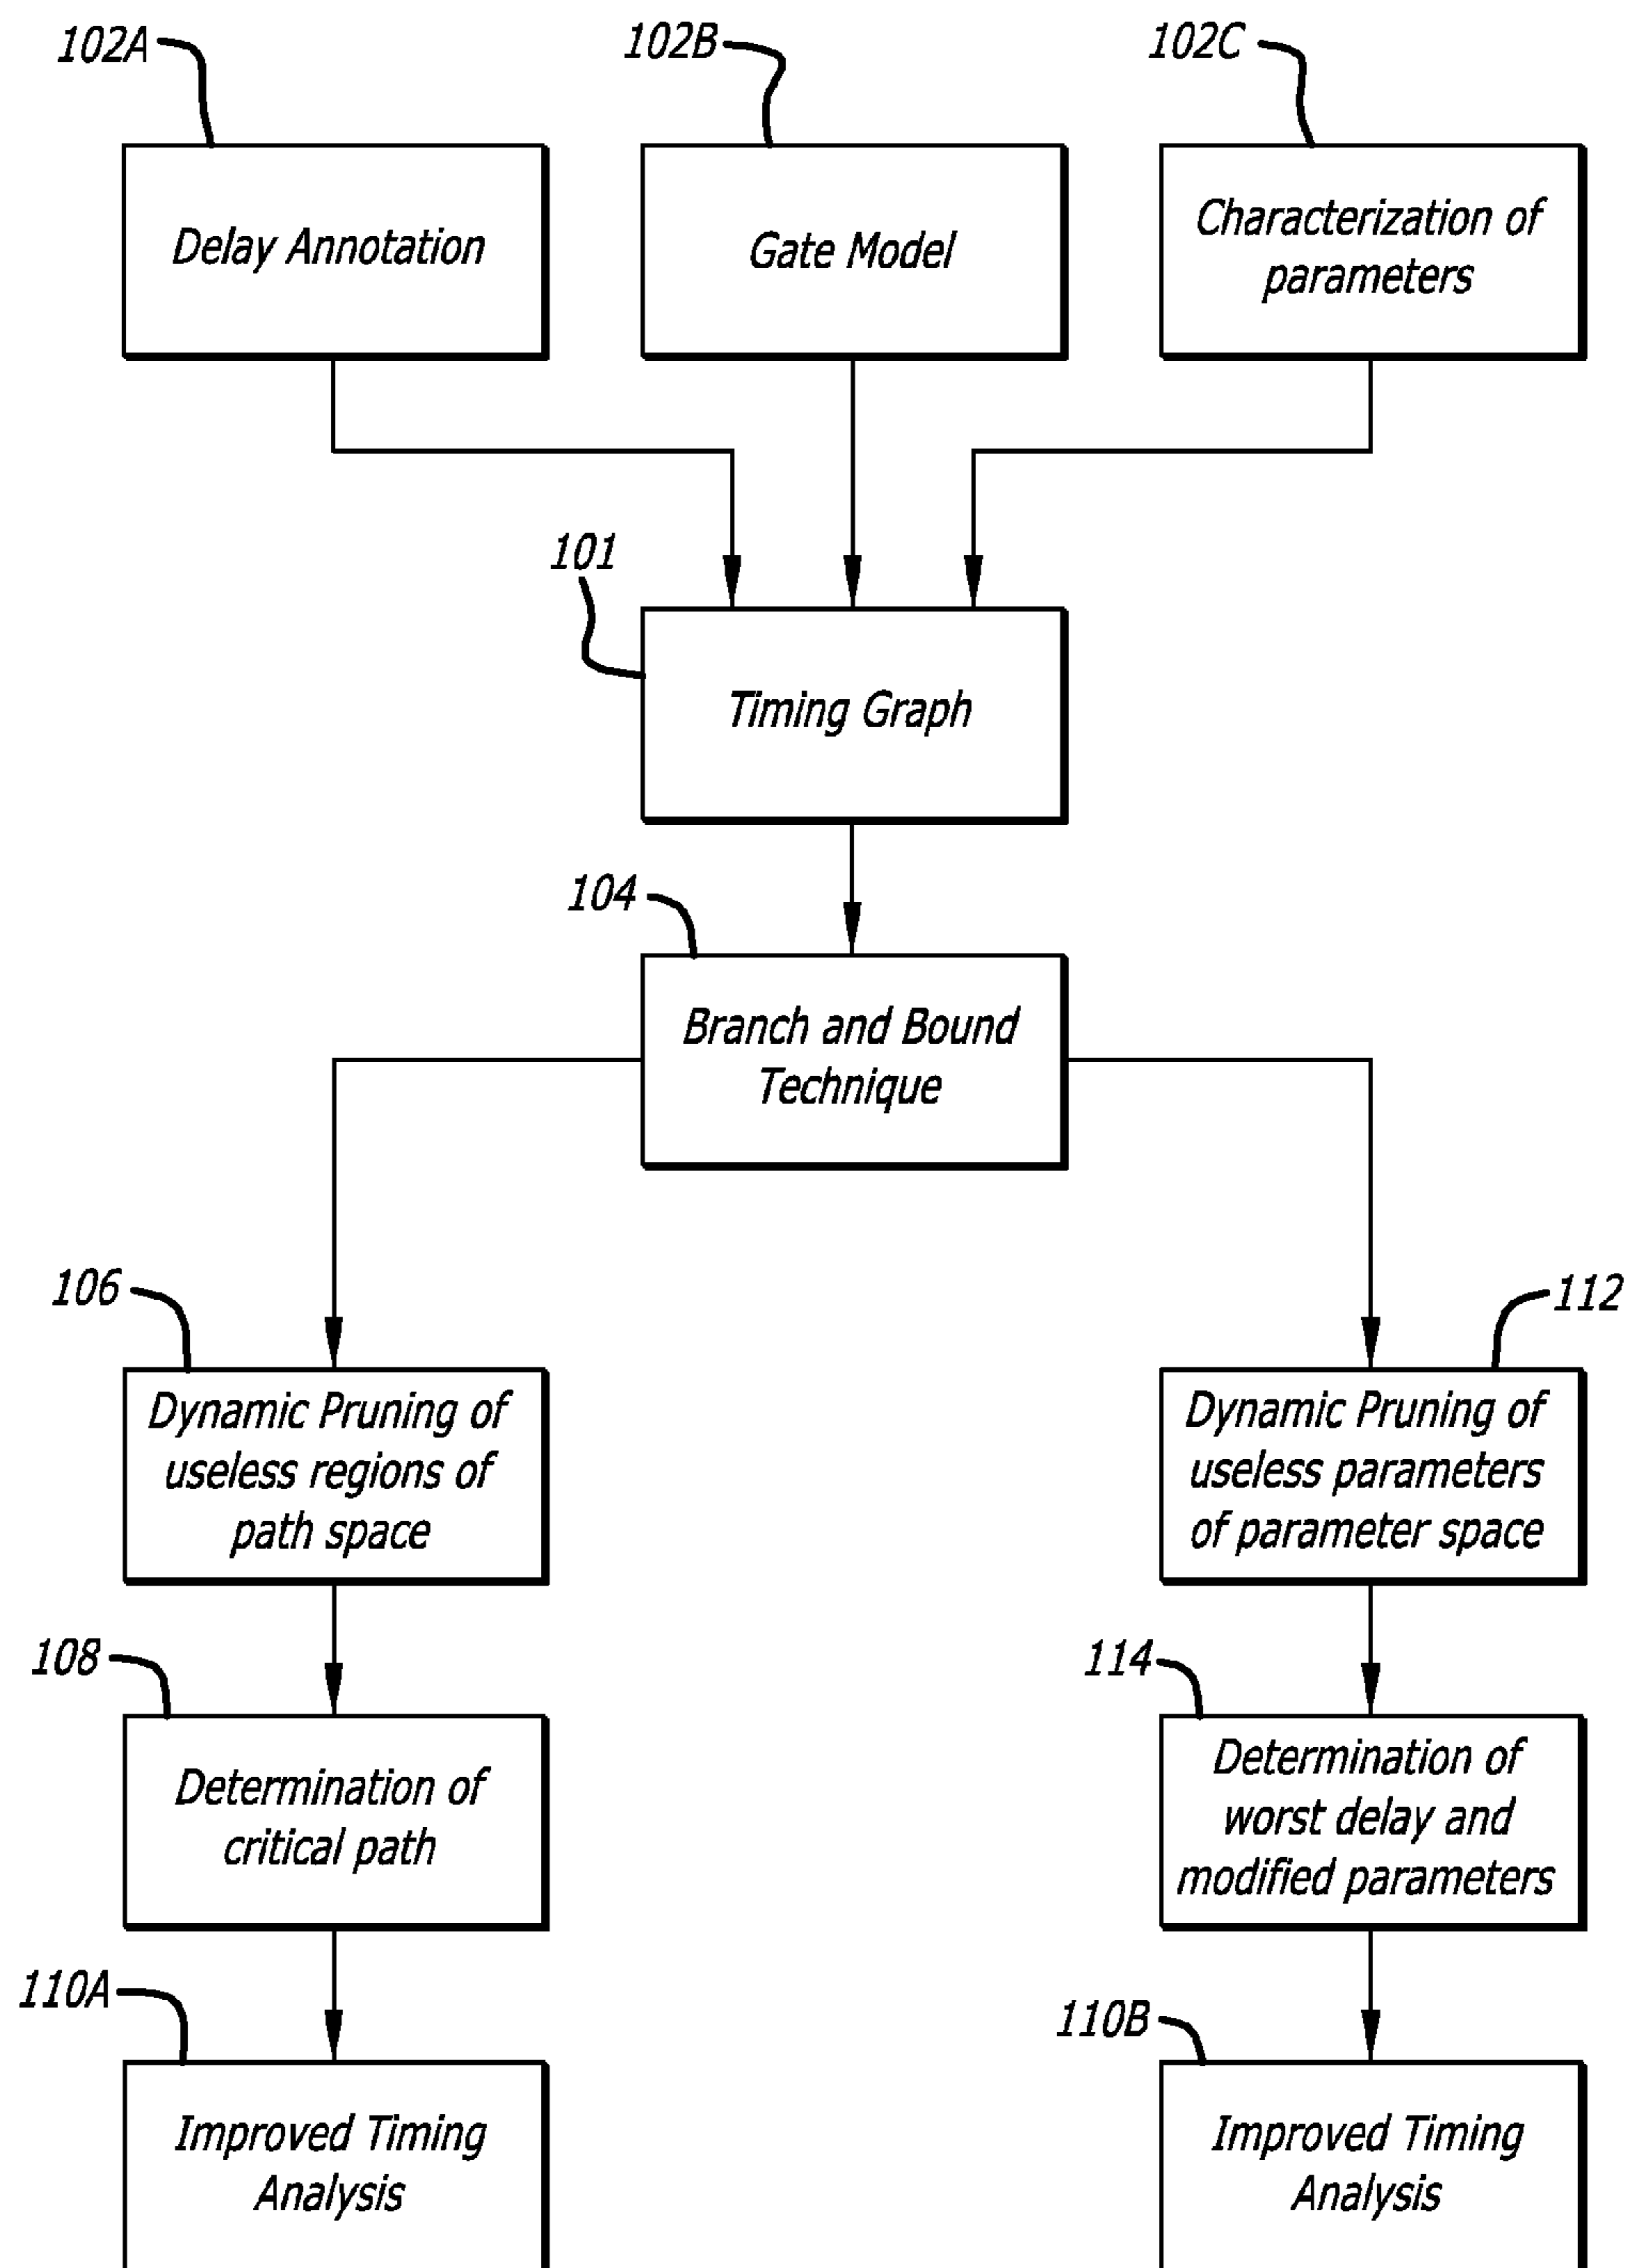 102A
102B
102C
Delay Annotation
Gate Model
Characterization of
parameters
101
Timing Graph
104
Branch and Bound
Technique
106
112
Dynamic Pruning of
useless regions of
path space
Dynamic Pruning of
useless parameters
of parameter space
108
114
Determination of
critical path
Determination of
worst delay and
modified parameters
110A
110B
Improved Timing
Analysis
Improved Timing
Analysis